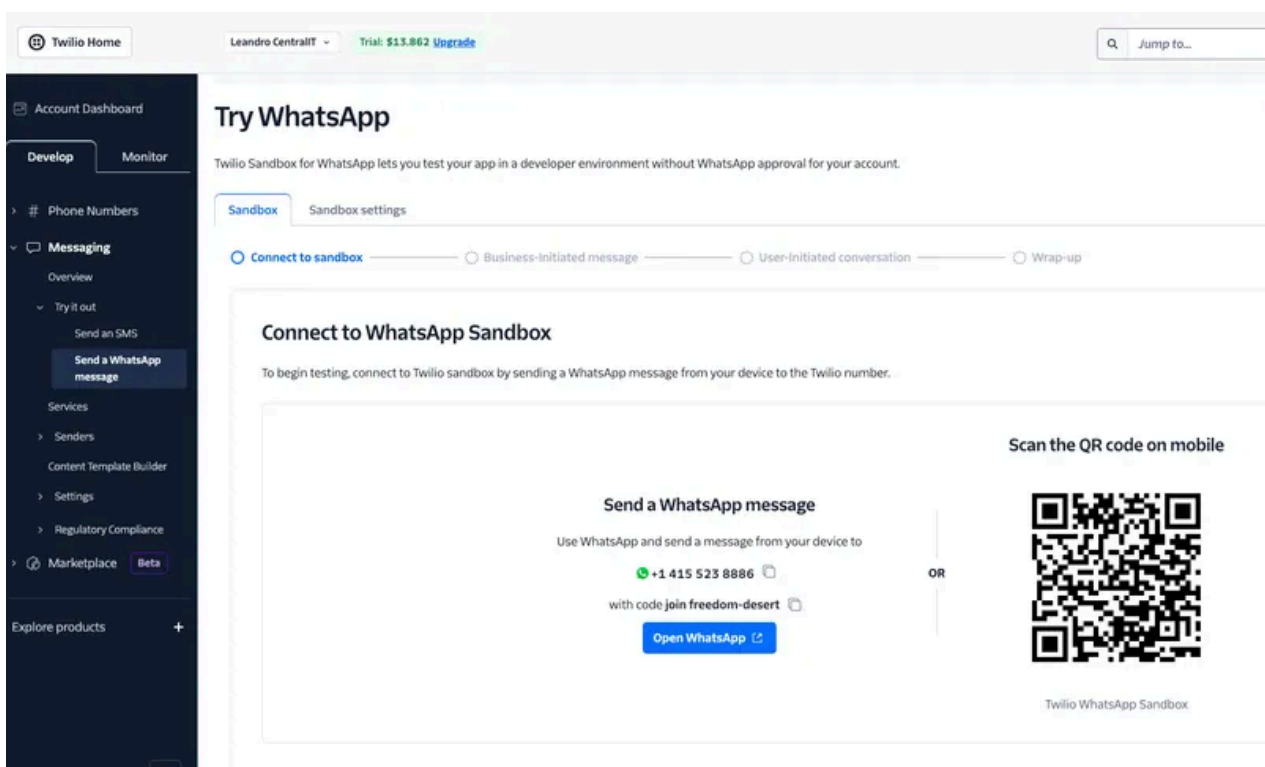 Twilio Home
Leandro CentralIT
Trial: $13.862 Upgrade
Jump to...
Account Dashboard
Develop
Monitor
# Phone Numbers
Messaging
Overview
Try it out
Send an SMS
Send a WhatsApp
message
Services
Senders
Content Template Builder
Settings
Regulatory Compliance
Marketplace
Beta
Explore products
+
Try WhatsApp
Twilio Sandbox for WhatsApp lets you test your app in a developer environment without WhatsApp approval for your account.
Sandbox
Sandbox settings
Connect to sandbox
Business-Initiated message
User-Initiated conversation
Wrap-up
Connect to WhatsApp Sandbox
To begin testing, connect to Twilio sandbox by sending a WhatsApp message from your device to the Twilio number.
Send a WhatsApp message
Use WhatsApp and send a message from your device to
+1 415 523 8886
with code join freedom-desert
Open WhatsApp
OR
Scan the QR code on mobile
Twilio WhatsApp Sandbox